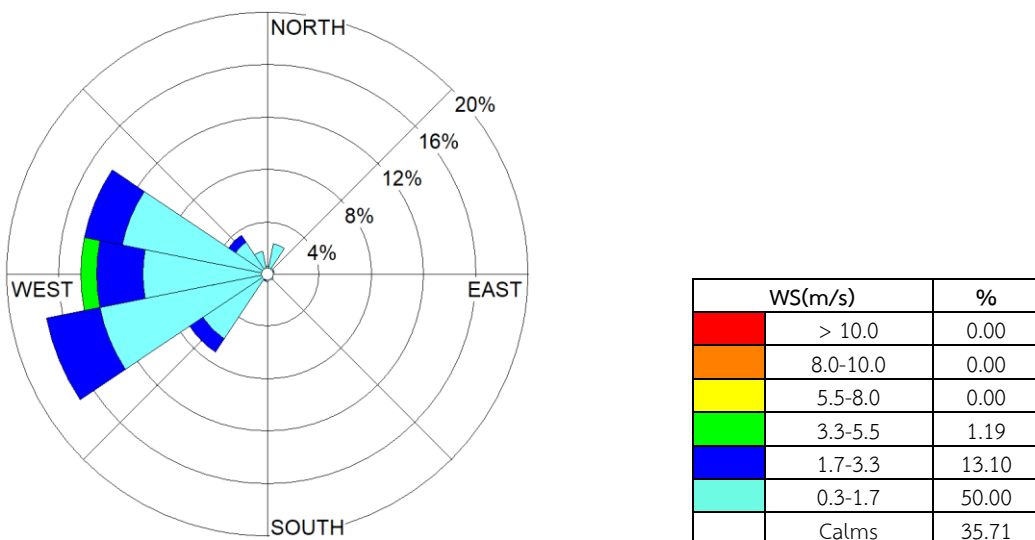 NORTH
20%
16%
12%
8%
4%
WEST
EAST
SOUTH
WS(m/s) %
> 10.0 0.00
8.0-10.0 0.00
5.5-8.0 0.00
3.3-5.5 1.19
1.7-3.3 13.10
0.3-1.7 50.00
Calms 35.71